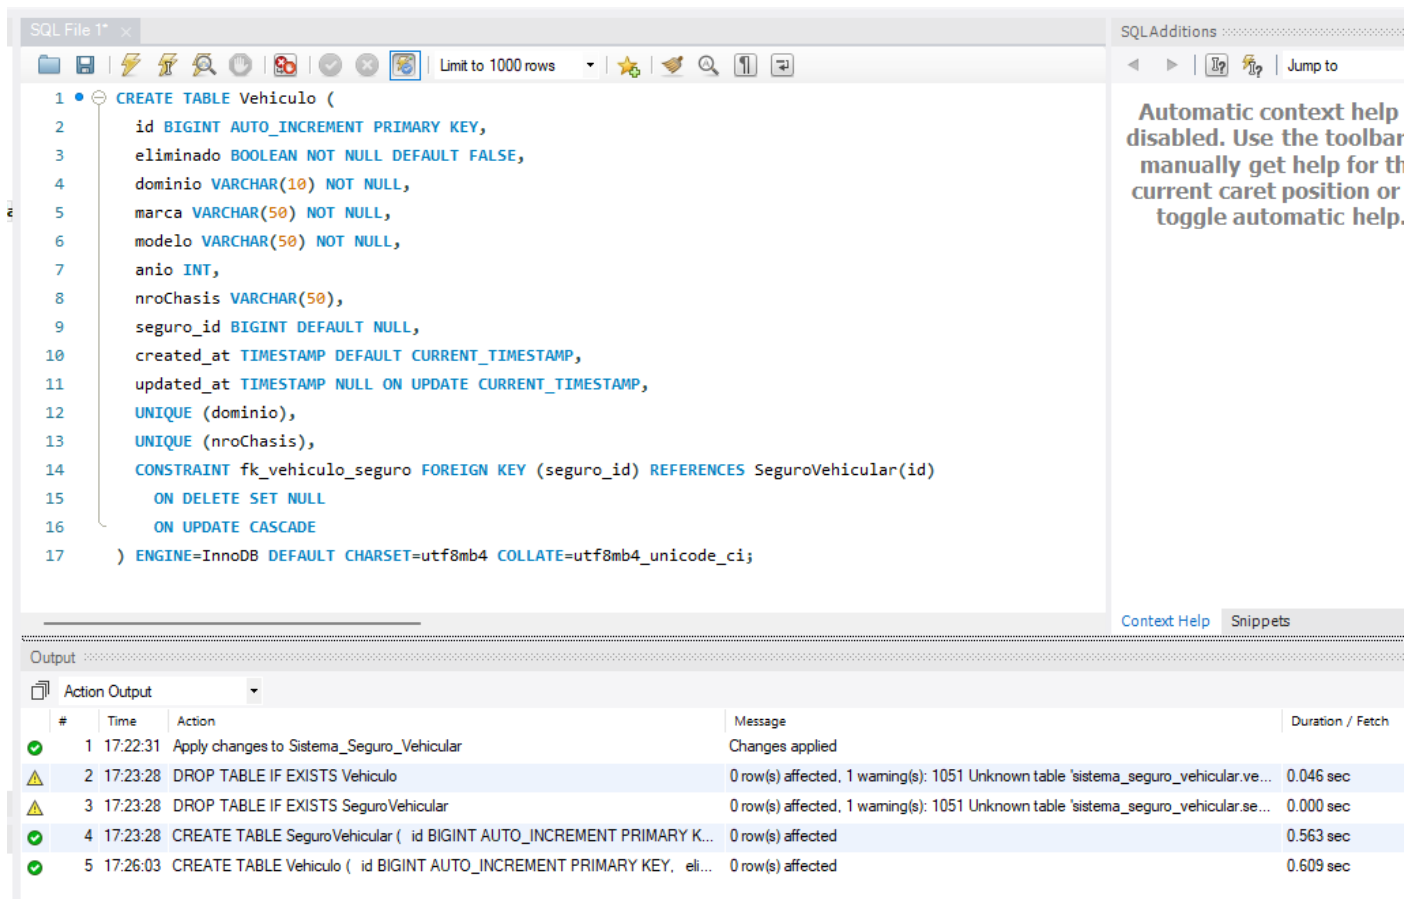 SQL File 1*
SQLAdditions
Limit to 1000 rows
Jump to
1 CREATE TABLE Vehiculo (
2 id BIGINT AUTO_INCREMENT PRIMARY KEY,
3 eliminado BOOLEAN NOT NULL DEFAULT FALSE,
4 dominio VARCHAR(10) NOT NULL,
5 marca VARCHAR(50) NOT NULL,
6 modelo VARCHAR(50) NOT NULL,
7 anio INT,
8 nroChasis VARCHAR(50),
9 seguro_id BIGINT DEFAULT NULL,
10 created_at TIMESTAMP DEFAULT CURRENT_TIMESTAMP,
11 updated_at TIMESTAMP NULL ON UPDATE CURRENT_TIMESTAMP,
12 UNIQUE (dominio),
13 UNIQUE (nroChasis),
14 CONSTRAINT fk_vehiculo_seguro FOREIGN KEY (seguro_id) REFERENCES SeguroVehicular(id)
15 ON DELETE SET NULL
16 ON UPDATE CASCADE
17 ) ENGINE=InnoDB DEFAULT CHARSET=utf8mb4 COLLATE=utf8mb4_unicode_ci;
Automatic context help
disabled. Use the toolbar
manually get help for th
current caret position or
toggle automatic help.
Context Help Snippets
Output
Action Output
# Time Action Message Duration / Fetch
1 17:22:31 Apply changes to Sistema_Seguro_Vehicular Changes applied
2 17:23:28 DROP TABLE IF EXISTS Vehiculo 0 row(s) affected, 1 warning(s): 1051 Unknown table 'sistema_seguro_vehicular.ve... 0.046 sec
3 17:23:28 DROP TABLE IF EXISTS SeguroVehicular 0 row(s) affected, 1 warning(s): 1051 Unknown table 'sistema_seguro_vehicular.se... 0.000 sec
4 17:23:28 CREATE TABLE SeguroVehicular ( id BIGINT AUTO_INCREMENT PRIMARY K... 0 row(s) affected 0.563 sec
5 17:26:03 CREATE TABLE Vehiculo ( id BIGINT AUTO_INCREMENT PRIMARY KEY, eli... 0 row(s) affected 0.609 sec